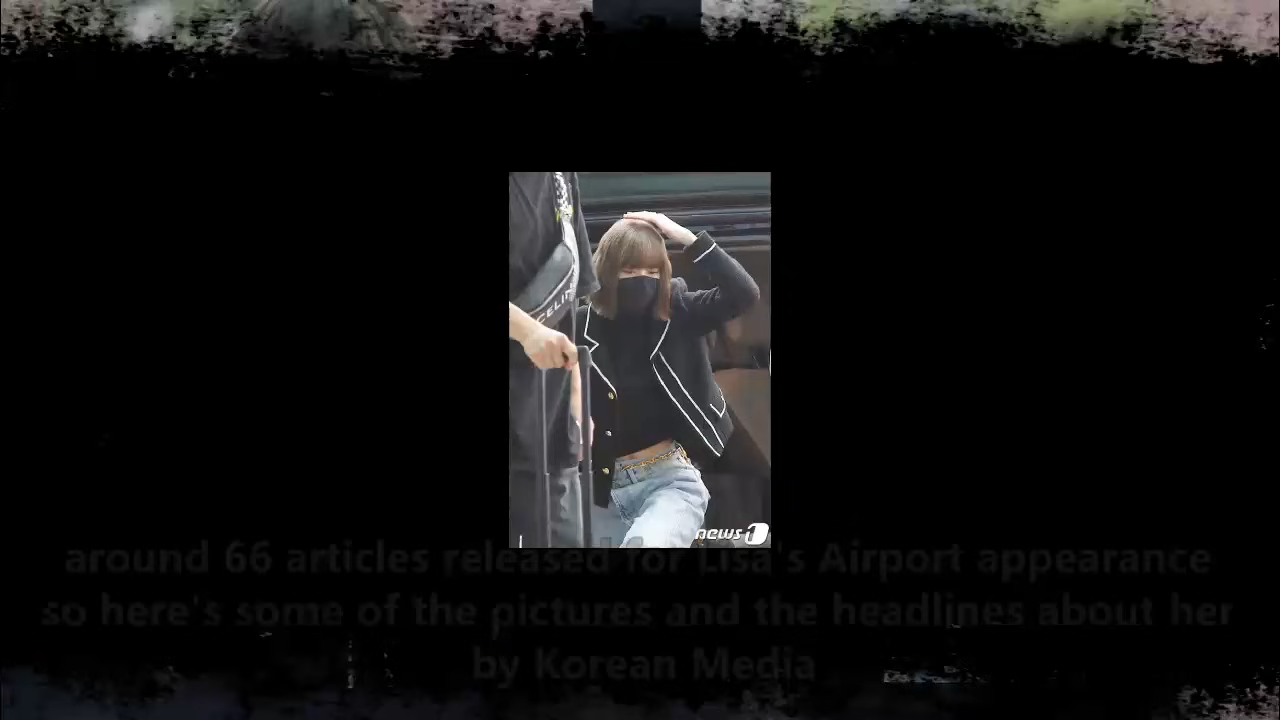 CELIN
news1
around 66 articles released for Lisa's Airport appearance
so here's some of the pictures and the headlines about her
by Korean Media